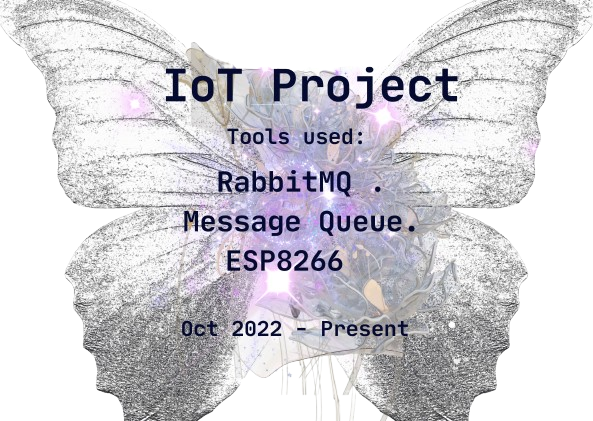 IoT Project
Tools used:
RabbitMQ .
Message Queue.
ESP8266
Oct 2022 - Present